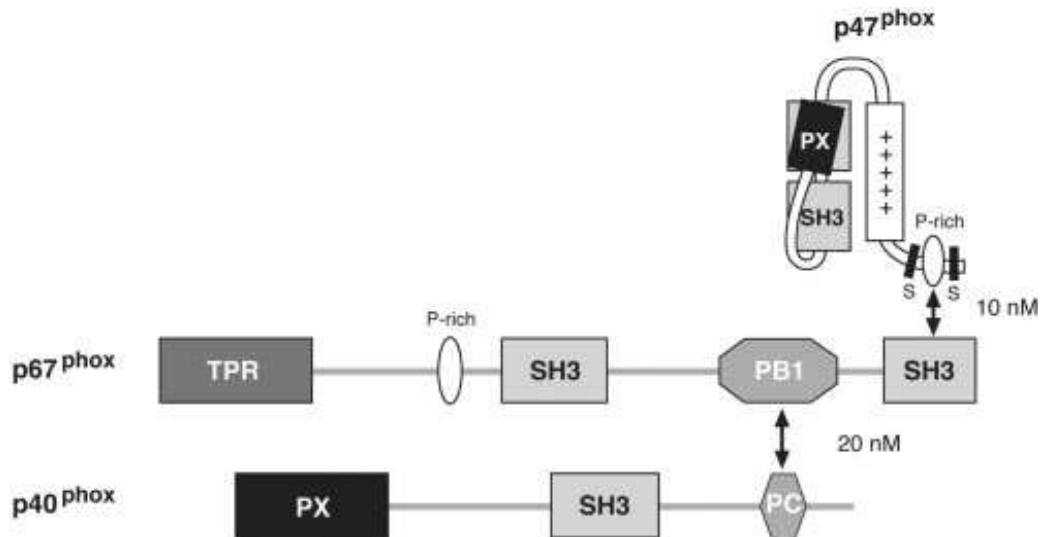 p47phox
PX
+
+
+
+
+
SH3
P-rich
S
S
10 nM
P-rich
p67phox
TPR
SH3
PB1
SH3
20 nM
p40phox
PX
SH3
PC